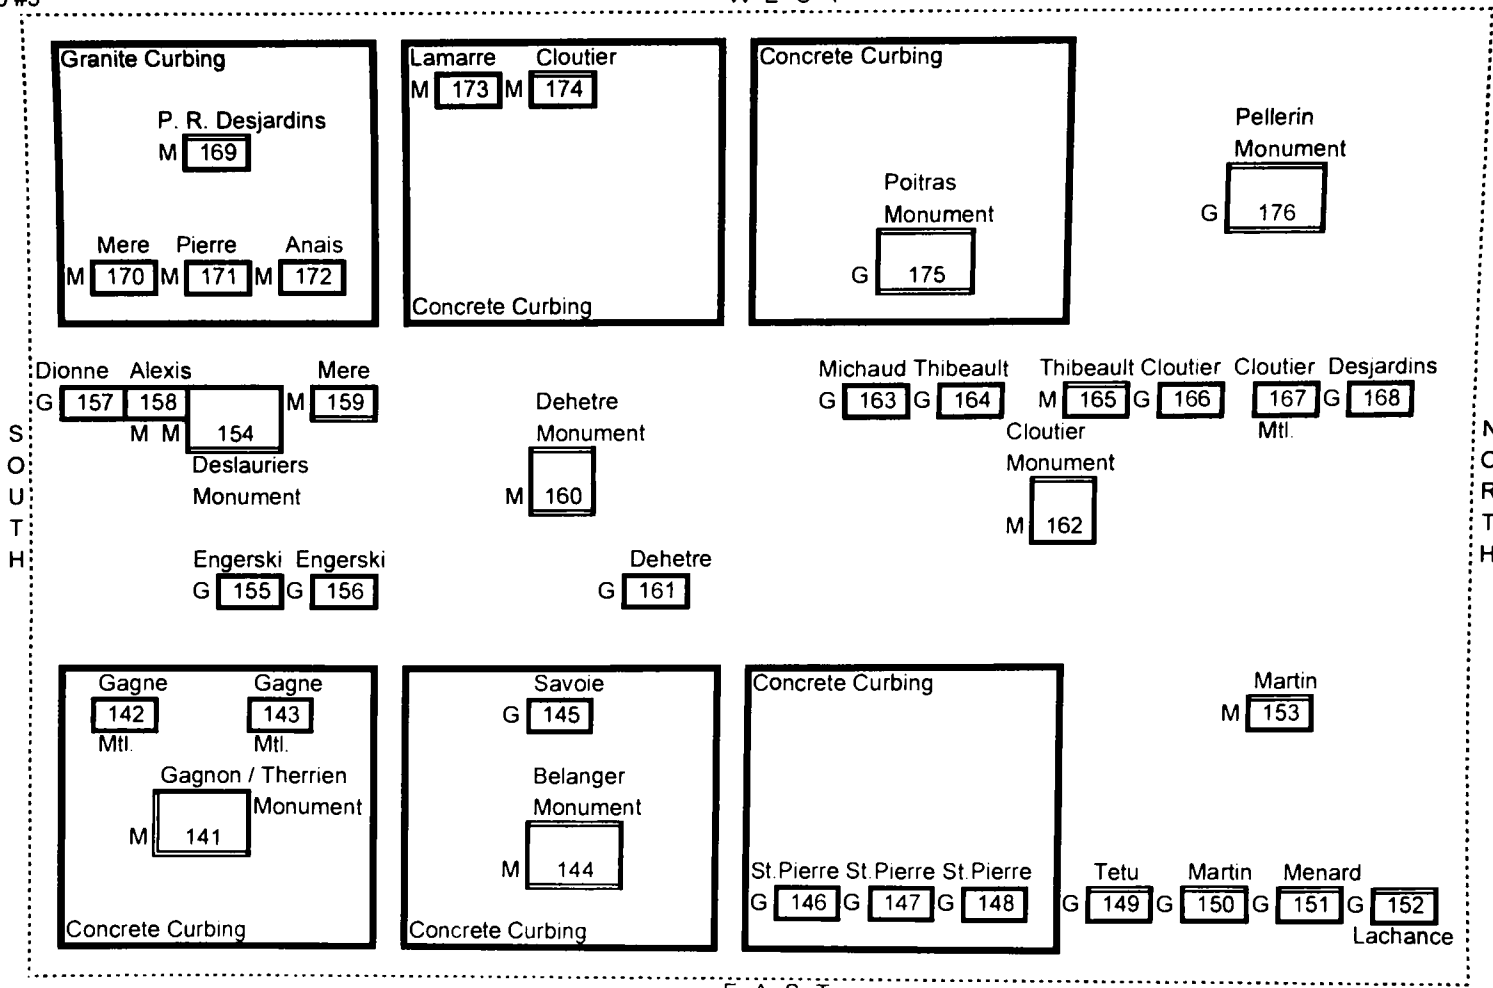 W E S T
Granite Curbing
P. R. Desjardins
M 169
Mere Pierre Anais
M 170 M 171 M 172
Lamarre Cloutier
M 173 M 174
Concrete Curbing
Concrete Curbing
Poitras
Monument
G 175
Pellerin
Monument
G 176
Dionne Alexis
G 157 158
M M 154
Deslauriers
Monument
Mere
M 159
Dehetre
Monument
M 160
Michaud Thibeault Thibeault Cloutier Cloutier Desjardins
G 163 G 164 M 165 G 166 167 G 168
Mtl.
Cloutier
Monument
M 162
S
O
U
T
H
N
O
R
T
H
Engerski Engerski
G 155 G 156
Dehetre
G 161
Gagne Gagne
142 143
Mtl. Mtl.
Gagnon / Therrien
Monument
M 141
Concrete Curbing
Savoie
G 145
Belanger
Monument
M 144
Concrete Curbing
Concrete Curbing
St.Pierre St.Pierre St.Pierre
G 146 G 147 G 148
Martin
M 153
Tetu Martin Menard
G 149 G 150 G 151 G 152
Lachance
E A S T